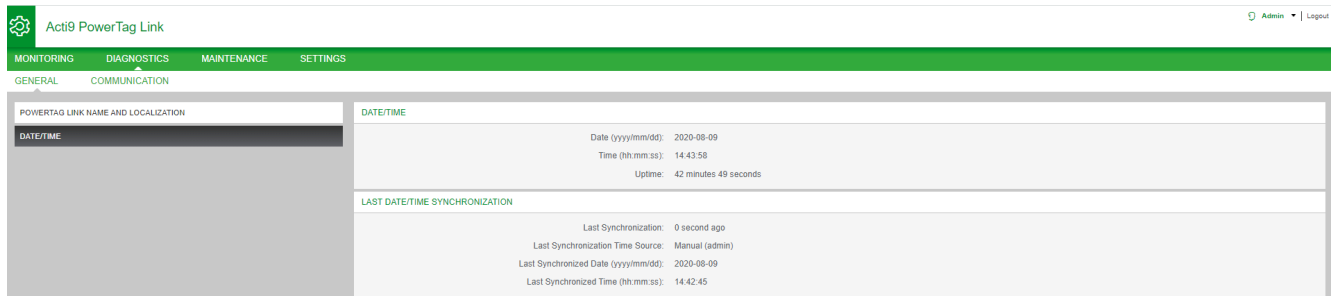 Acti9 PowerTag Link
Admin | Logout
MONITORING DIAGNOSTICS MAINTENANCE SETTINGS
GENERAL COMMUNICATION
POWERTAG LINK NAME AND LOCALIZATION
DATE/TIME
DATE/TIME
Date (yyyy/mm/dd): 2020-08-09
Time (hh:mm:ss): 14:43:58
Uptime: 42 minutes 49 seconds
LAST DATE/TIME SYNCHRONIZATION
Last Synchronization: 0 second ago
Last Synchronization Time Source: Manual (admin)
Last Synchronized Date (yyyy/mm/dd): 2020-08-09
Last Synchronized Time (hh:mm:ss): 14:42:45